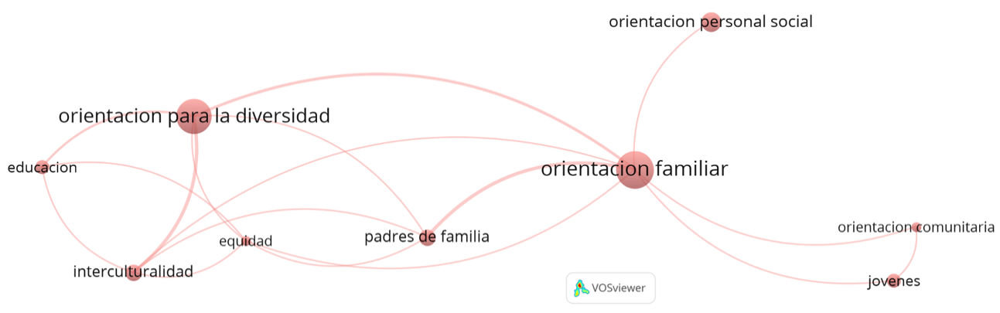 orientacion personal social
orientacion para la diversidad
educacion
orientacion familiar
orientacion comunitaria
padres de familia
equidad
interculturalidad
jovenes
VOSviewer